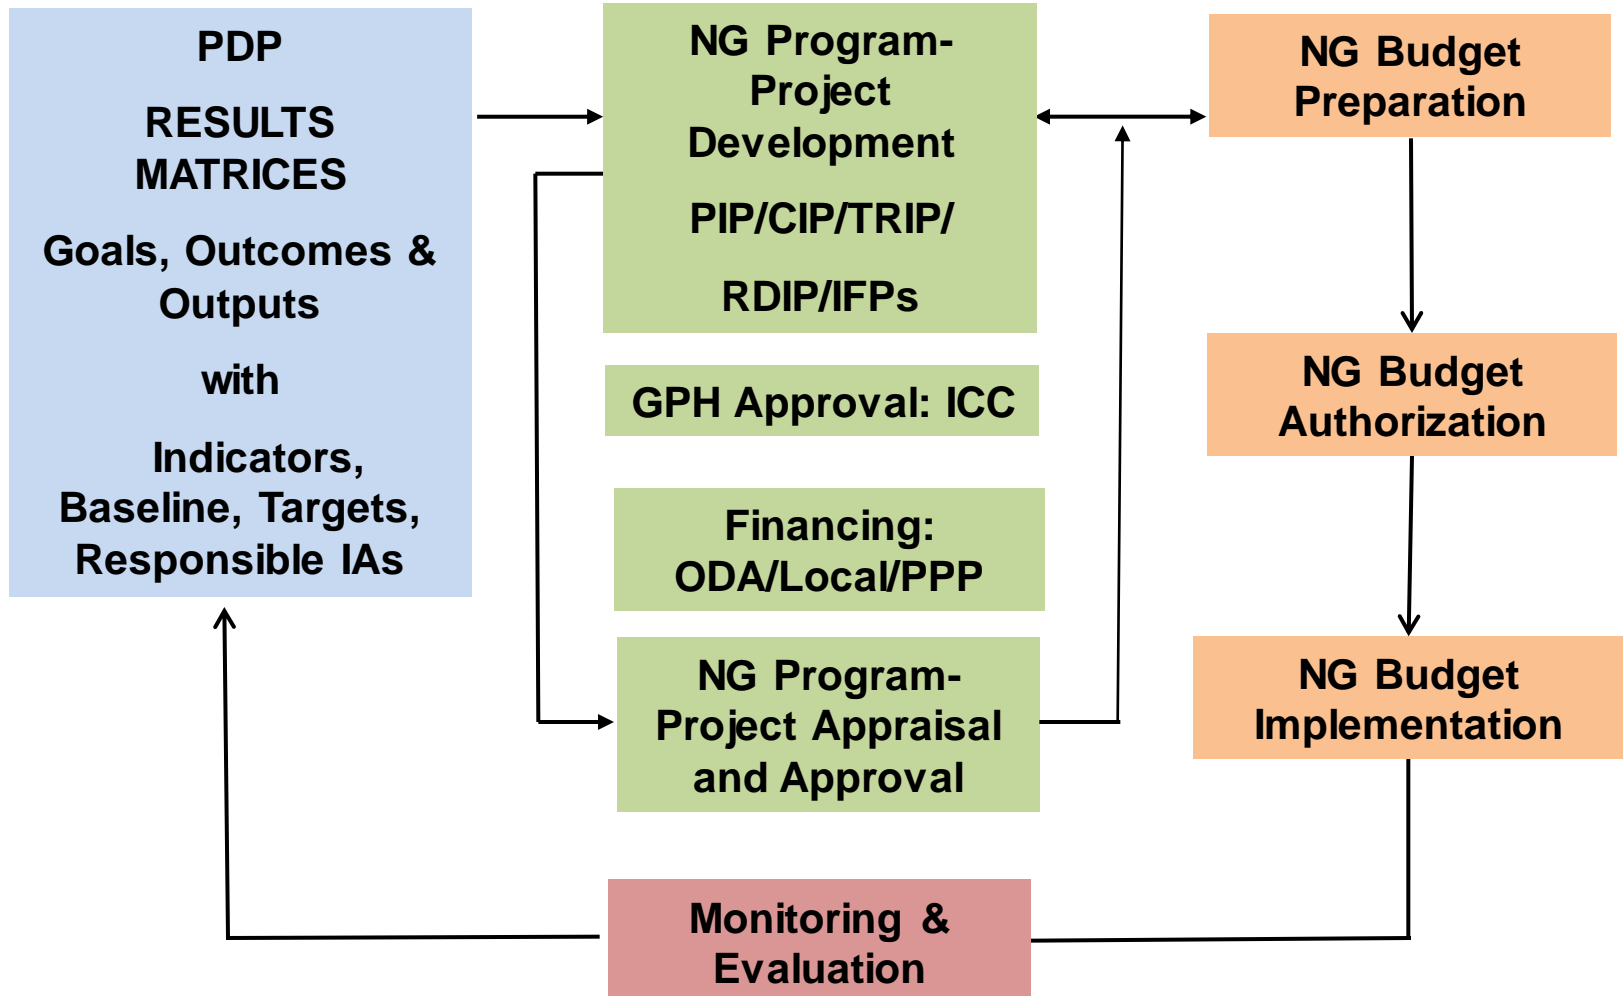 PDP
RESULTS
MATRICES
Goals, Outcomes &
Outputs
with
Indicators,
Baseline, Targets,
Responsible IAs
NG Program-
Project
Development
PIP/CIP/TRIP/
RDIP/IFPs
GPH Approval: ICC
Financing:
ODA/Local/PPP
NG Program-
Project Appraisal
and Approval
NG Budget
Preparation
NG Budget
Authorization
NG Budget
Implementation
Monitoring &
Evaluation